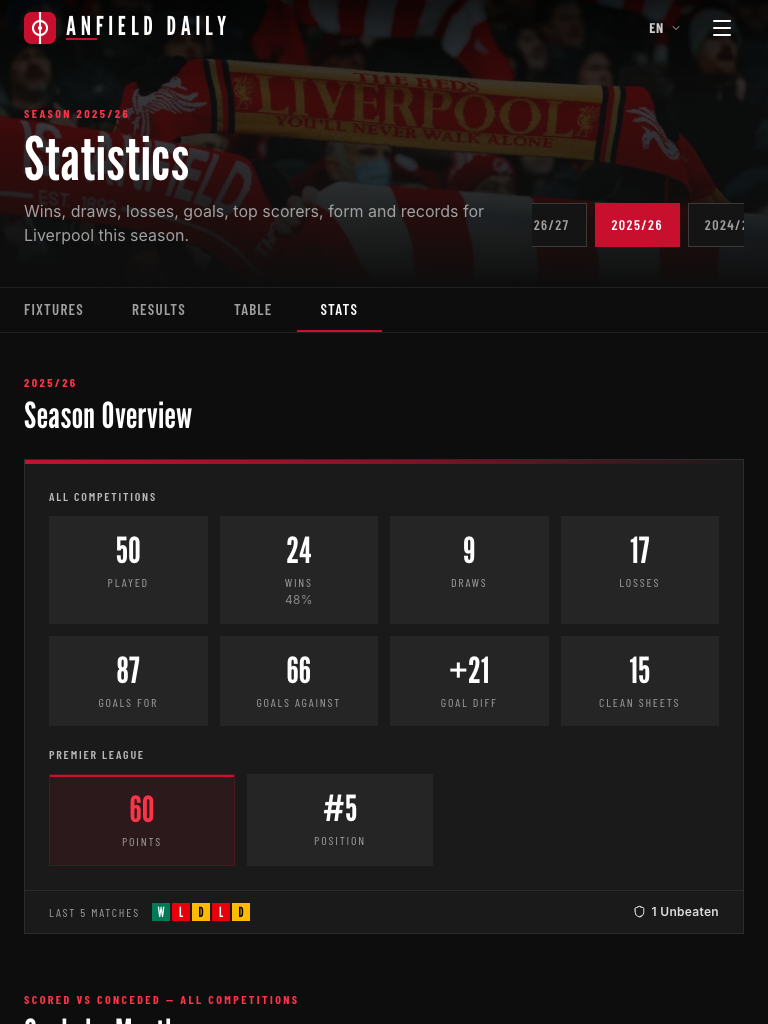 ANFIELD DAILY
EN
THE REDS
LIVERPOOL
YOU'LL NEVER WALK ALONE
SEASON 2025/26
Statistics
Wins, draws, losses, goals, top scorers, form and records for
Liverpool this season.
26/27
2025/26
FIXTURES
RESULTS
TABLE
STATS
2025/26
Season Overview
ALL COMPETITIONS
50
PLAYED
24
WINS
48%
9
DRAWS
17
LOSSES
87
GOALS FOR
66
GOALS AGAINST
+21
GOAL DIFF
15
CLEAN SHEETS
PREMIER LEAGUE
60
POINTS
#5
POSITION
LAST 5 MATCHES
W L D L D
1 Unbeaten
SCORED VS CONCEDED — ALL COMPETITIONS